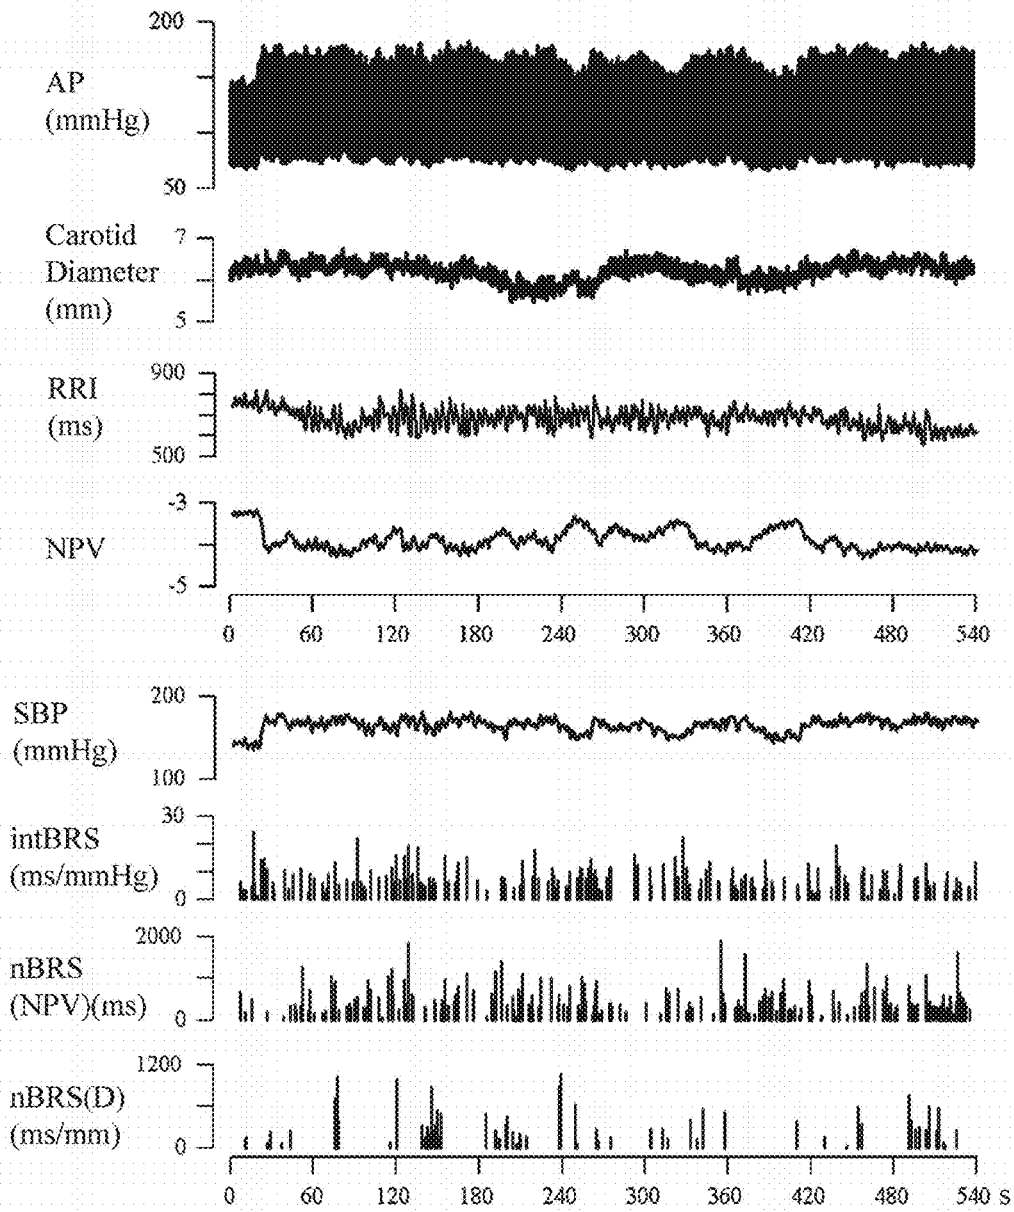 200
AP
(mmHg)
50
Carotid
Diameter
(mm)
7
5
RRI
(ms)
900
500
NPV
-3
-5
0 60 120 180 240 300 360 420 480 540
SBP
(mmHg)
200
100
intBRS
(ms/mmHg)
30
0
nBRS
(NPV)(ms)
2000
0
nBRS(D)
(ms/mm)
1200
0
0 60 120 180 240 300 360 420 480 540 s